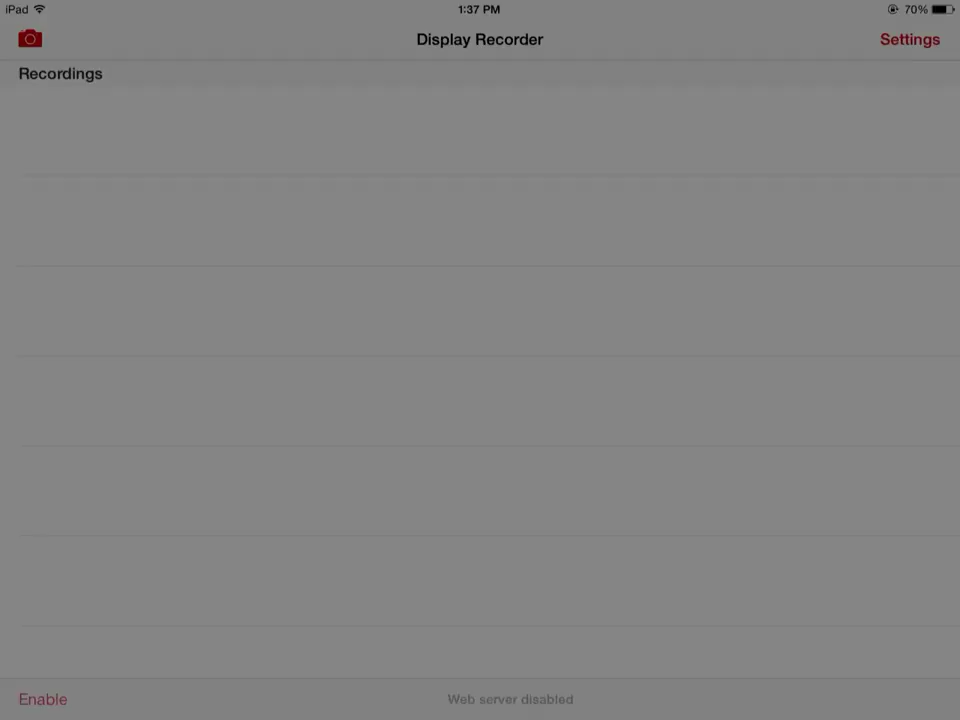 iPad 1:37 PM 70%
Display Recorder Settings
Recordings
Enable Web server disabled